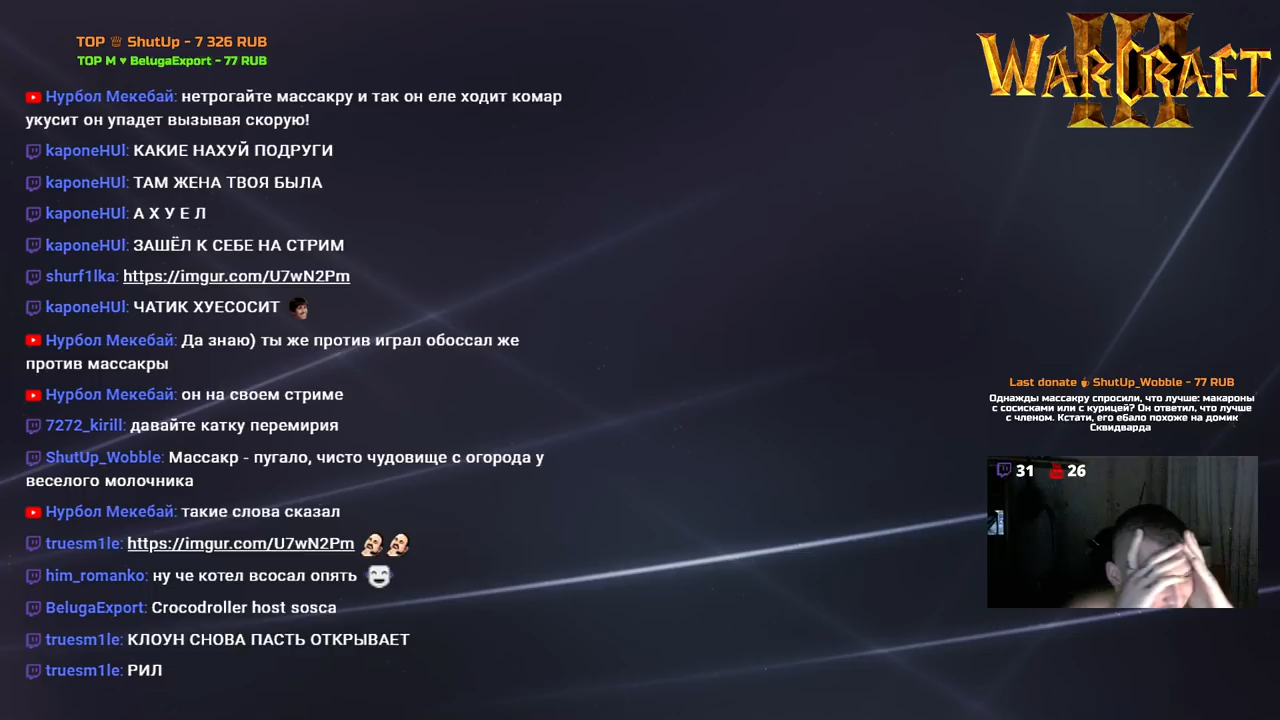 TOP ♕ ShutUp - 7 326 RUB
TOP M ♥ BelugaExport - 77 RUB
WARCRAFT
III
Нурбол Мекебай: нетрогайте массакру и так он еле ходит комар
укусит он упадет вызывая скорую!
kaponeHUl: КАКИЕ НАХУЙ ПОДРУГИ
kaponeHUl: ТАМ ЖЕНА ТВОЯ БЫЛА
kaponeHUl: А Х У Е Л
kaponeHUl: ЗАШЁЛ К СЕБЕ НА СТРИМ
shurf1lka: https://imgur.com/U7wN2Pm
kaponeHUl: ЧАТИК ХУЕСОСИТ
Нурбол Мекебай: Да знаю) ты же против играл обоссал же
против массакры
Нурбол Мекебай: он на своем стриме
7272_kirill: давайте катку перемирия
ShutUp_Wobble: Массакр - пугало, чисто чудовище с огорода у
веселого молочника
Нурбол Мекебай: такие слова сказал
truesm1le: https://imgur.com/U7wN2Pm
him_romanko: ну че котел всосал опять
BelugaExport: Crocodroller host sosca
truesm1le: КЛОУН СНОВА ПАСТЬ ОТКРЫВАЕТ
truesm1le: РИЛ
Last donate ShutUp_Wobble - 77 RUB
Однажды массакру спросили, что лучше: макароны
с сосисками или с курицей? Он ответил, что лучше
с членом. Кстати, его ебало похоже на домик
Сквидварда
31 26